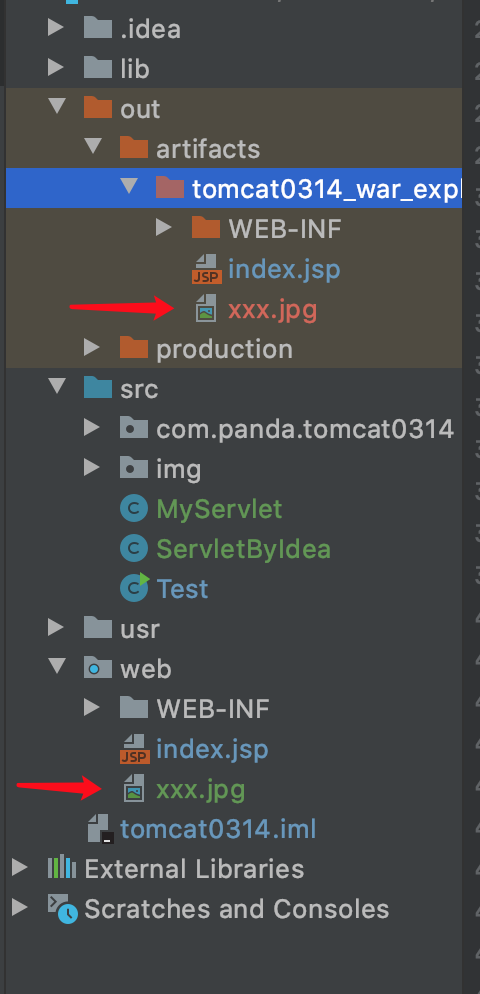 .idea
lib
out
artifacts
tomcat0314_war_expl
WEB-INF
JSP index.jsp
xxx.jpg
production
src
com.panda.tomcat0314
img
C MyServlet
C ServletByIdea
C Test
usr
web
WEB-INF
JSP index.jsp
xxx.jpg
tomcat0314.iml
External Libraries
Scratches and Consoles